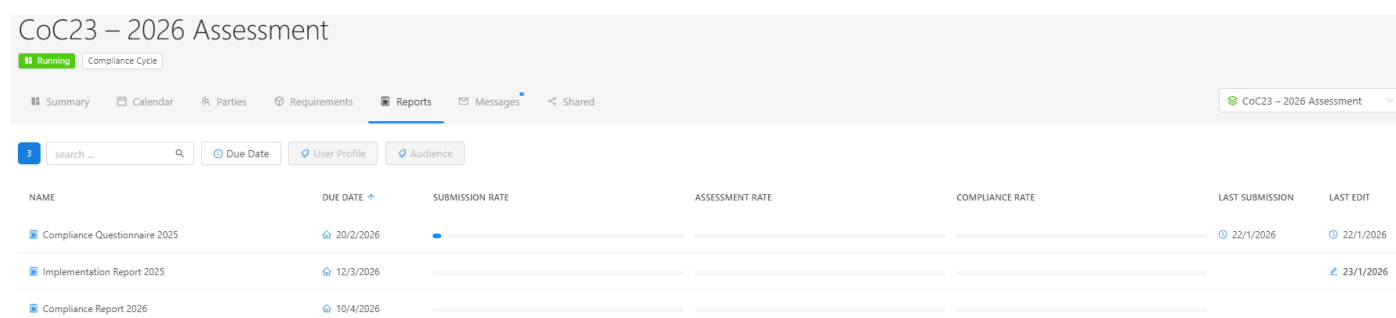 CoC23 – 2026 Assessment
Running Compliance Cycle
Summary Calendar Parties Requirements Reports Messages Shared CoC23 – 2026 Assessment
3 search ... Due Date User Profile Audience
NAME DUE DATE SUBMISSION RATE ASSESSMENT RATE COMPLIANCE RATE LAST SUBMISSION LAST EDIT
Compliance Questionnaire 2025 20/2/2026 22/1/2026 22/1/2026
Implementation Report 2025 12/3/2026 23/1/2026
Compliance Report 2026 10/4/2026